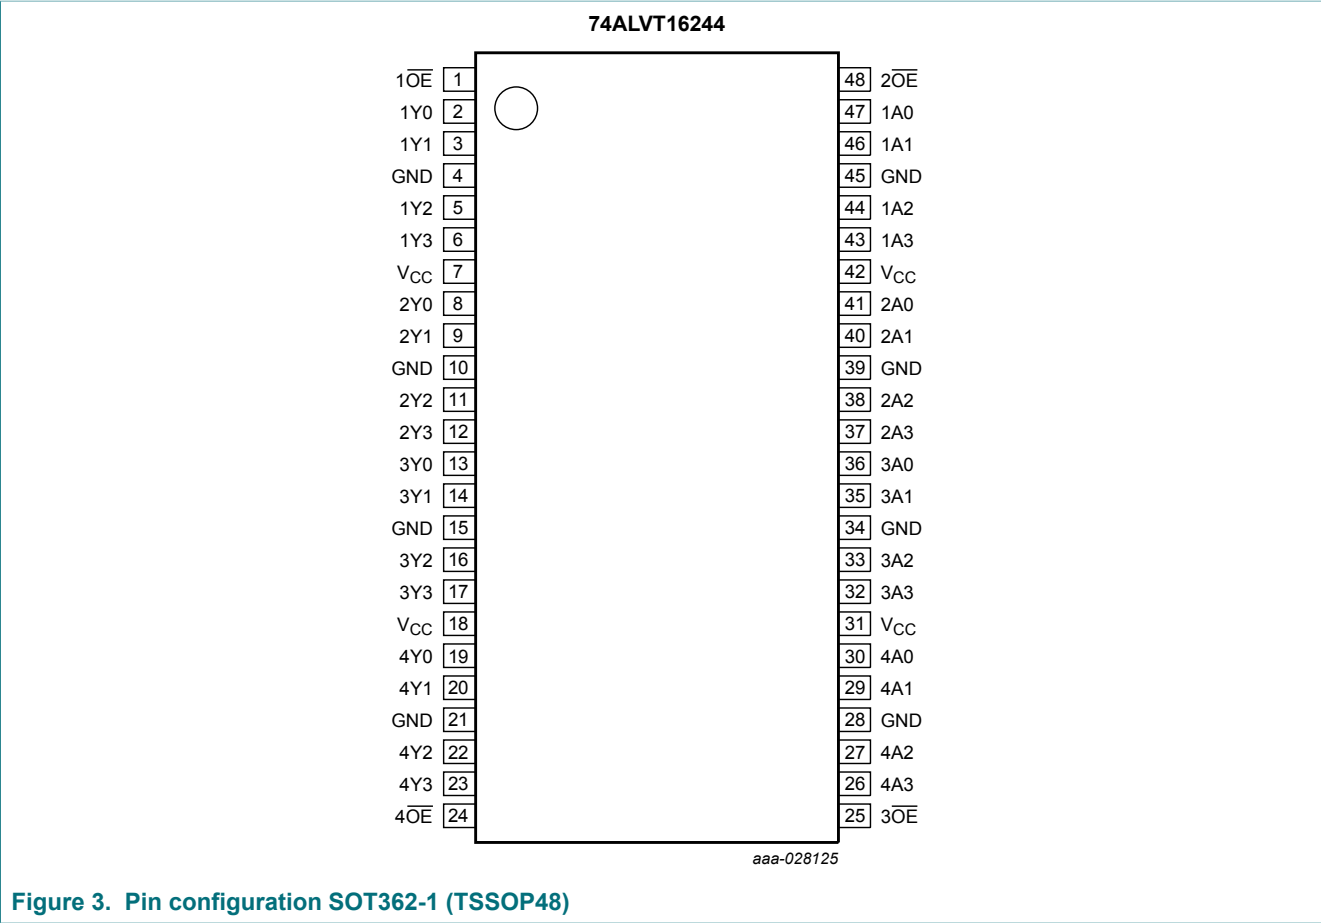 74ALVT16244
1O̅E̅ 1 48 2O̅E̅
1Y0 2 47 1A0
1Y1 3 46 1A1
GND 4 45 GND
1Y2 5 44 1A2
1Y3 6 43 1A3
VCC 7 42 VCC
2Y0 8 41 2A0
2Y1 9 40 2A1
GND 10 39 GND
2Y2 11 38 2A2
2Y3 12 37 2A3
3Y0 13 36 3A0
3Y1 14 35 3A1
GND 15 34 GND
3Y2 16 33 3A2
3Y3 17 32 3A3
VCC 18 31 VCC
4Y0 19 30 4A0
4Y1 20 29 4A1
GND 21 28 GND
4Y2 22 27 4A2
4Y3 23 26 4A3
4O̅E̅ 24 25 3O̅E̅
aaa-028125
Figure 3. Pin configuration SOT362-1 (TSSOP48)